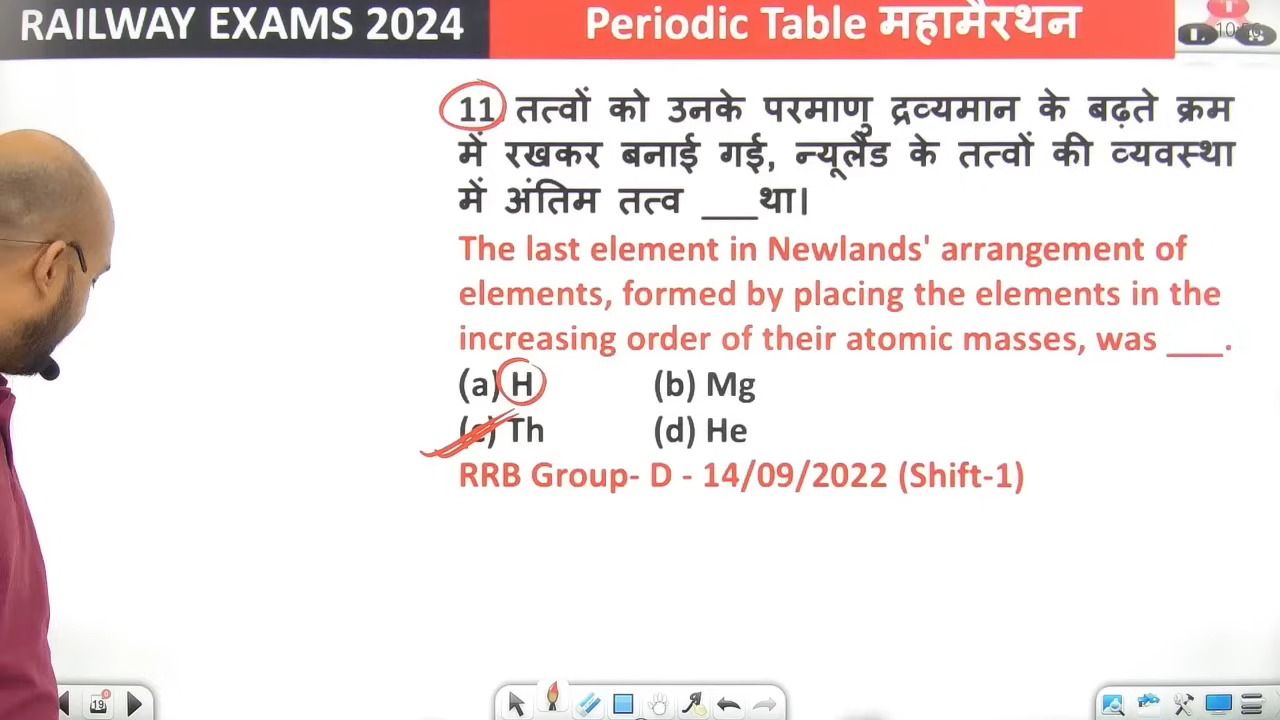 RAILWAY EXAMS 2024
Periodic Table महामैरथन
11. तत्वों को उनके परमाणु द्रव्यमान के बढ़ते क्रम
में रखकर बनाई गई, न्यूलैंड के तत्वों की व्यवस्था
में अंतिम तत्व ___था।
The last element in Newlands' arrangement of
elements, formed by placing the elements in the
increasing order of their atomic masses, was ___.
(a) H (b) Mg
(c) Th (d) He
RRB Group- D - 14/09/2022 (Shift-1)
19